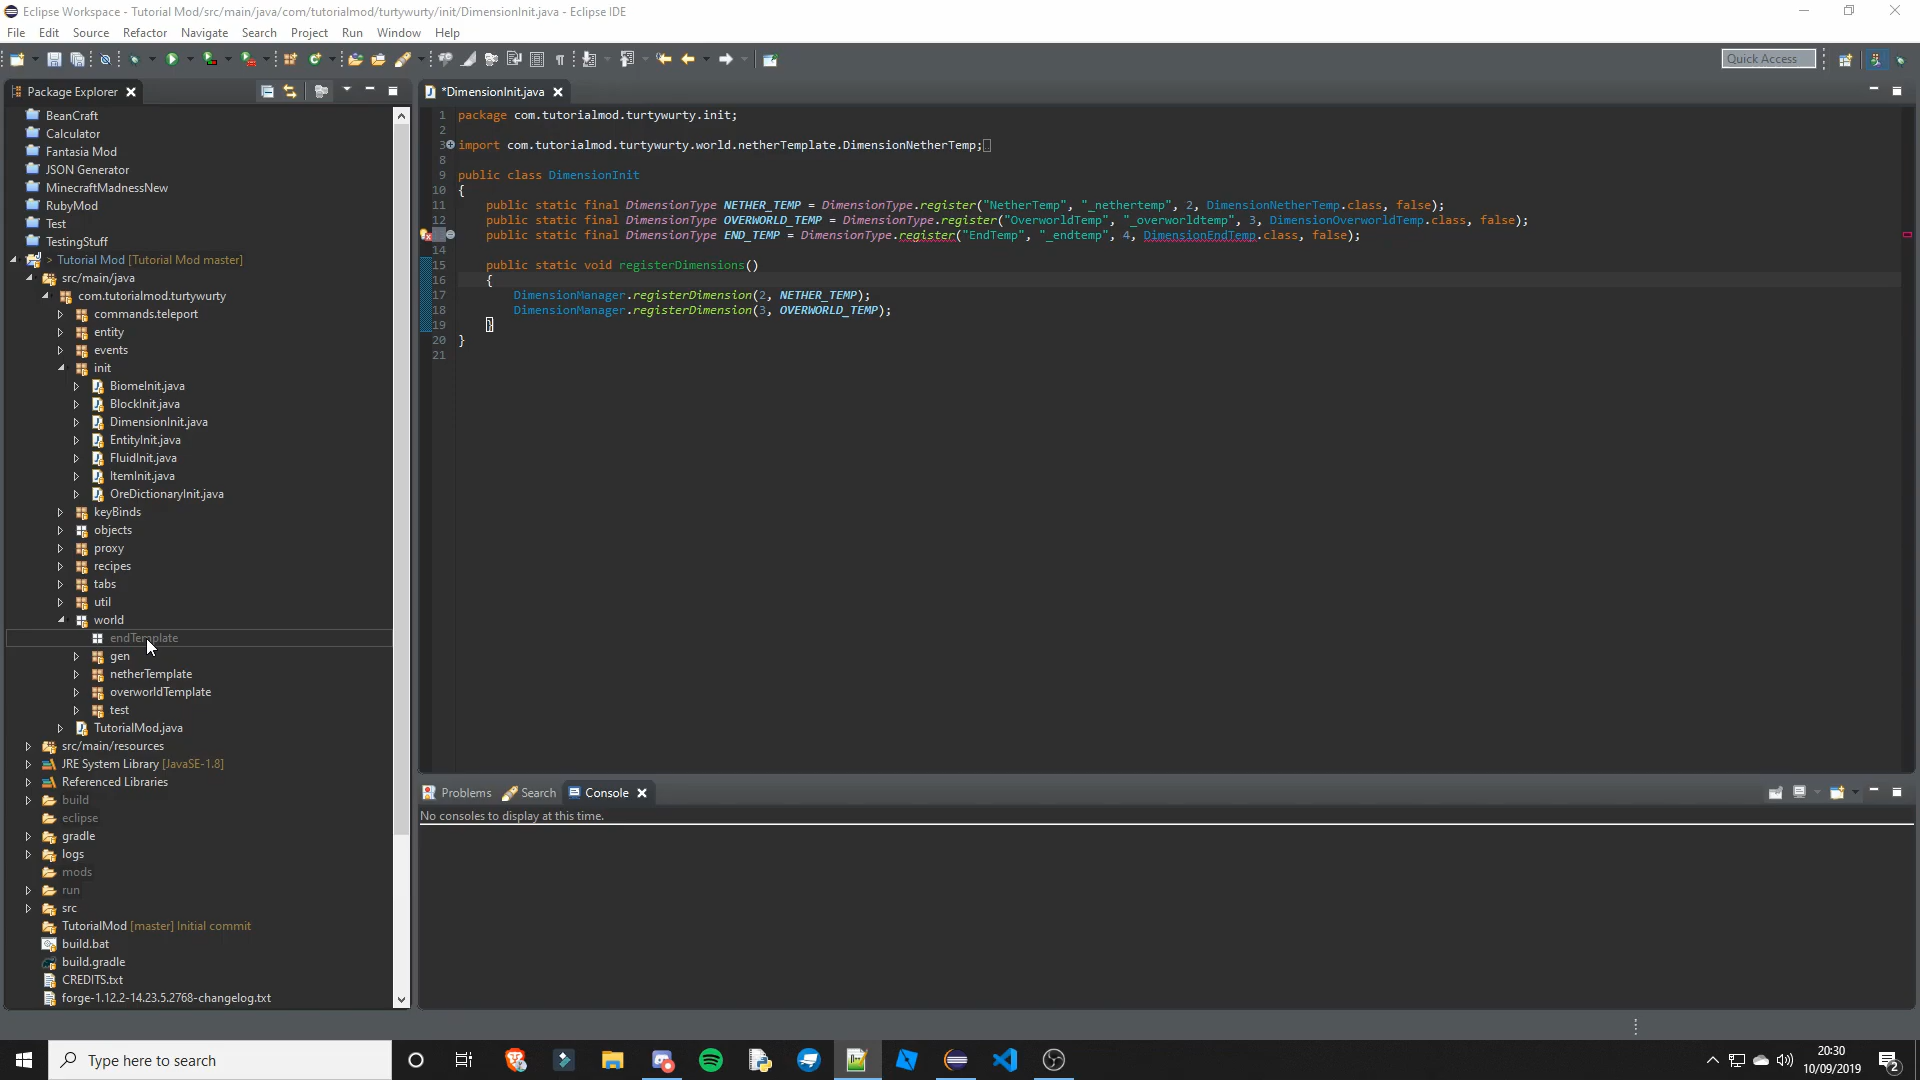 Eclipse Workspace - Tutorial Mod/src/main/java/com/tutorialmod/turtywurty/init/DimensionInit.java - Eclipse IDE
File Edit Source Refactor Navigate Search Project Run Window Help
Quick Access
Package Explorer
BeanCraft
Calculator
Fantasia Mod
JSON Generator
MinecraftMadnessNew
RubyMod
Test
TestingStuff
> Tutorial Mod [Tutorial Mod master]
src/main/java
com.tutorialmod.turtywurty
commands.teleport
entity
events
init
BiomeInit.java
BlockInit.java
DimensionInit.java
EntityInit.java
FluidInit.java
ItemInit.java
OreDictionaryInit.java
keyBinds
objects
proxy
recipes
tabs
util
world
endTemplate
gen
netherTemplate
overworldTemplate
test
TutorialMod.java
src/main/resources
JRE System Library [JavaSE-1.8]
Referenced Libraries
build
eclipse
gradle
logs
mods
run
src
TutorialMod [master] Initial commit
build.bat
build.gradle
CREDITS.txt
forge-1.12.2-14.23.5.2768-changelog.txt
*DimensionInit.java
1 package com.tutorialmod.turtywurty.init;
2
3 import com.tutorialmod.turtywurty.world.netherTemplate.DimensionNetherTemp;
8
9 public class DimensionInit
10 {
11 public static final DimensionType NETHER_TEMP = DimensionType.register("NetherTemp", "_nethertemp", 2, DimensionNetherTemp.class, false);
12 public static final DimensionType OVERWORLD_TEMP = DimensionType.register("OverworldTemp", "_overworldtemp", 3, DimensionOverworldTemp.class, false);
public static final DimensionType END_TEMP = DimensionType.register("EndTemp", "_endtemp", 4, DimensionEndTemp.class, false);
14
15 public static void registerDimensions()
16 {
17 DimensionManager.registerDimension(2, NETHER_TEMP);
18 DimensionManager.registerDimension(3, OVERWORLD_TEMP);
19 }
20 }
21
Problems Search Console
No consoles to display at this time.
Type here to search
20:30
10/09/2019
2